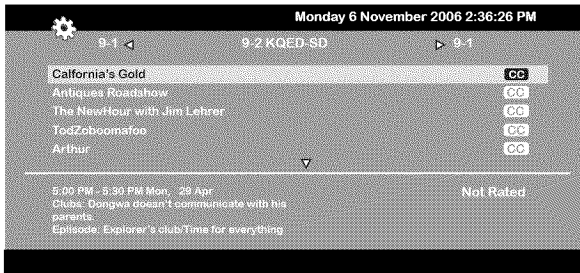 Monday 6 November 2006 2:36:26 PM
9-1 9-2 KQED-SD 9-1
Calfornia's Gold CC
Antiques Roadshow CC
The NewHour with Jim Lehrer CC
TodZoboomafoo CC
Arthur CC
5:00 PM - 5:30 PM Mon, 29 Apr Not Rated
Clubs: Dongwa doean't communicate with his
parents.
Eplisode: Explorer's club/Time for everything